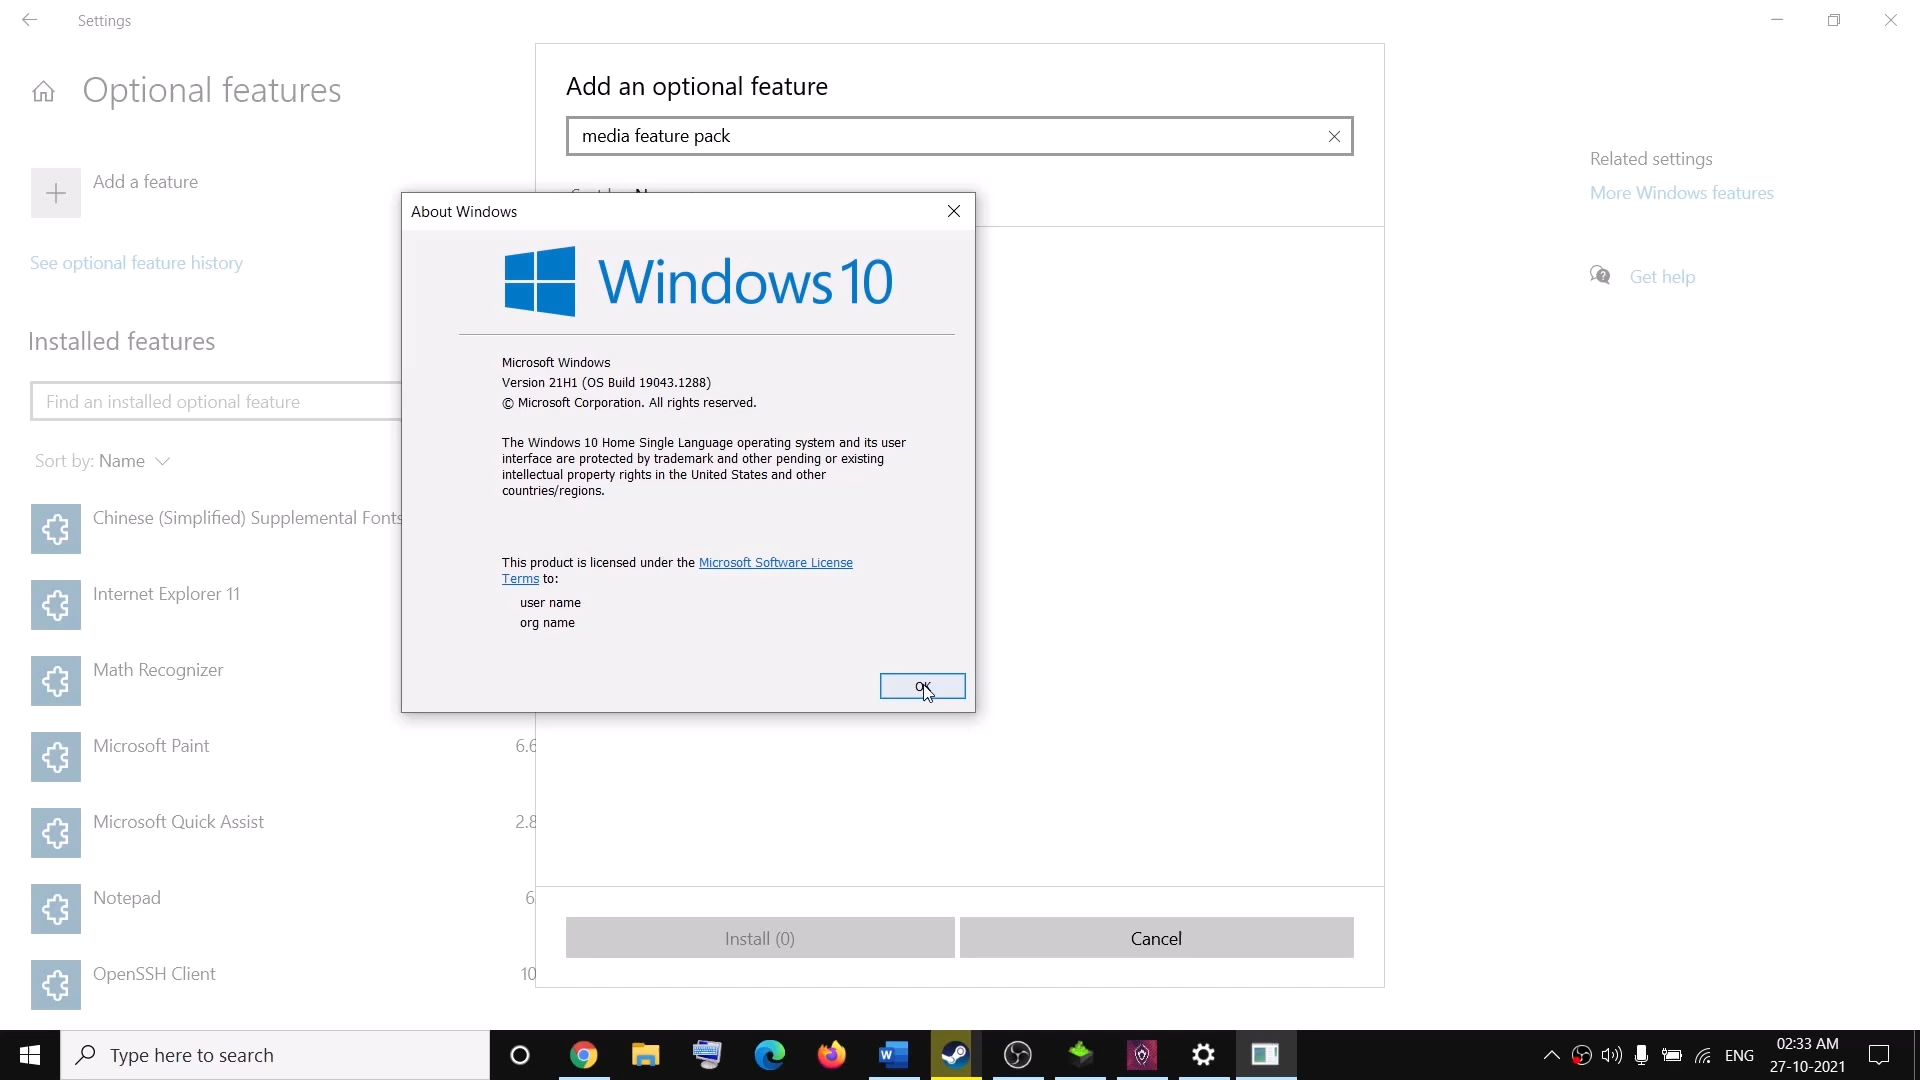 Settings
Optional features
Add a feature
See optional feature history
Installed features
Find an installed optional feature
Sort by: Name
Chinese (Simplified) Supplemental Fonts
Internet Explorer 11
Math Recognizer
Microsoft Paint
6.6
Microsoft Quick Assist
2.8
Notepad
6
OpenSSH Client
10
Add an optional feature
media feature pack
About Windows
Windows 10
Microsoft Windows
Version 21H1 (OS Build 19043.1288)
© Microsoft Corporation. All rights reserved.
The Windows 10 Home Single Language operating system and its user
interface are protected by trademark and other pending or existing
intellectual property rights in the United States and other
countries/regions.
This product is licensed under the Microsoft Software License
Terms to:
user name
org name
OK
Install (0)
Cancel
Related settings
More Windows features
Get help
Type here to search
ENG
02:33 AM
27-10-2021